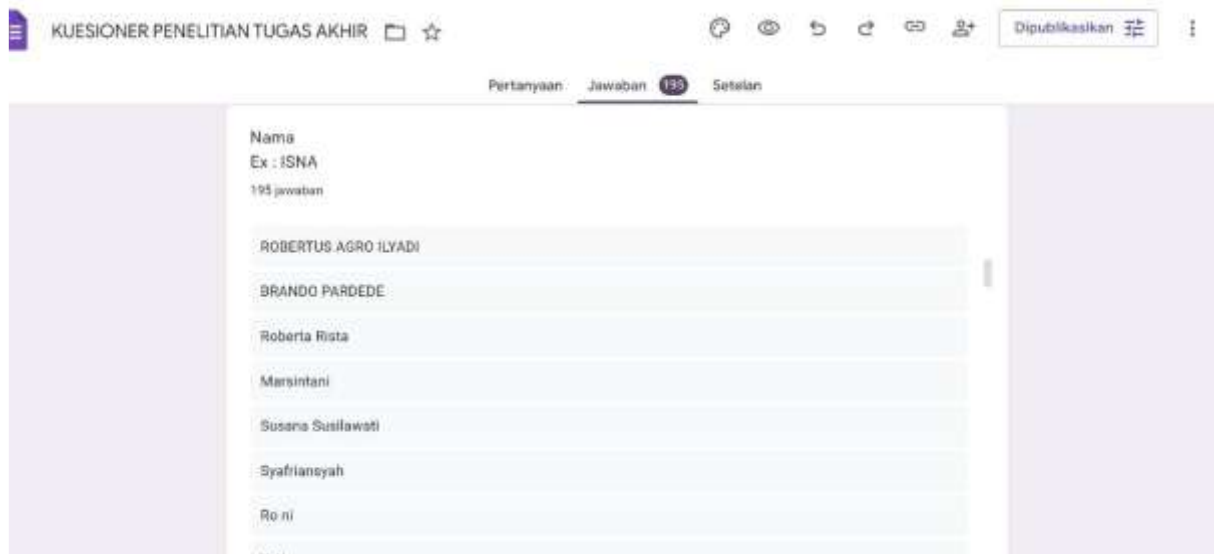 KUESIONER PENELITIAN TUGAS AKHIR
Dipublikasikan
Pertanyaan Jawaban 195 Setelan
Nama
Ex : ISNA
195 jawaban
ROBERTUS AGRO ILYADI
BRANDO PARDEDE
Roberta Rista
Marsintani
Susana Susilawati
Syafriansyah
Ro ni